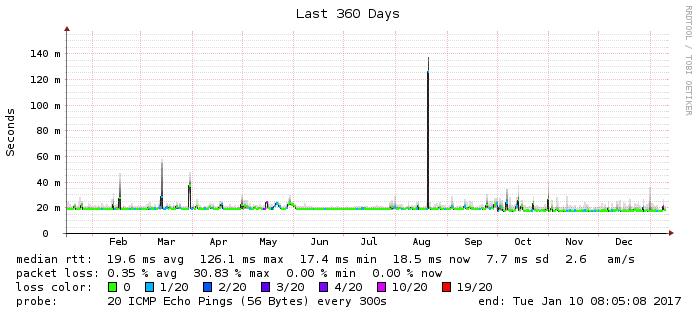 Last 360 Days
RRDTOOL / TOBI OETIKER
Seconds
140 m
120 m
100 m
80 m
60 m
40 m
20 m
0
Feb Mar Apr May Jun Jul Aug Sep Oct Nov Dec
median rtt: 19.6 ms avg 126.1 ms max 17.4 ms min 18.5 ms now 7.7 ms sd 2.6 am/s
packet loss: 0.35 % avg 30.83 % max 0.00 % min 0.00 % now
loss color: 0 1/20 2/20 3/20 4/20 10/20 19/20
probe: 20 ICMP Echo Pings (56 Bytes) every 300s end: Tue Jan 10 08:05:08 2017